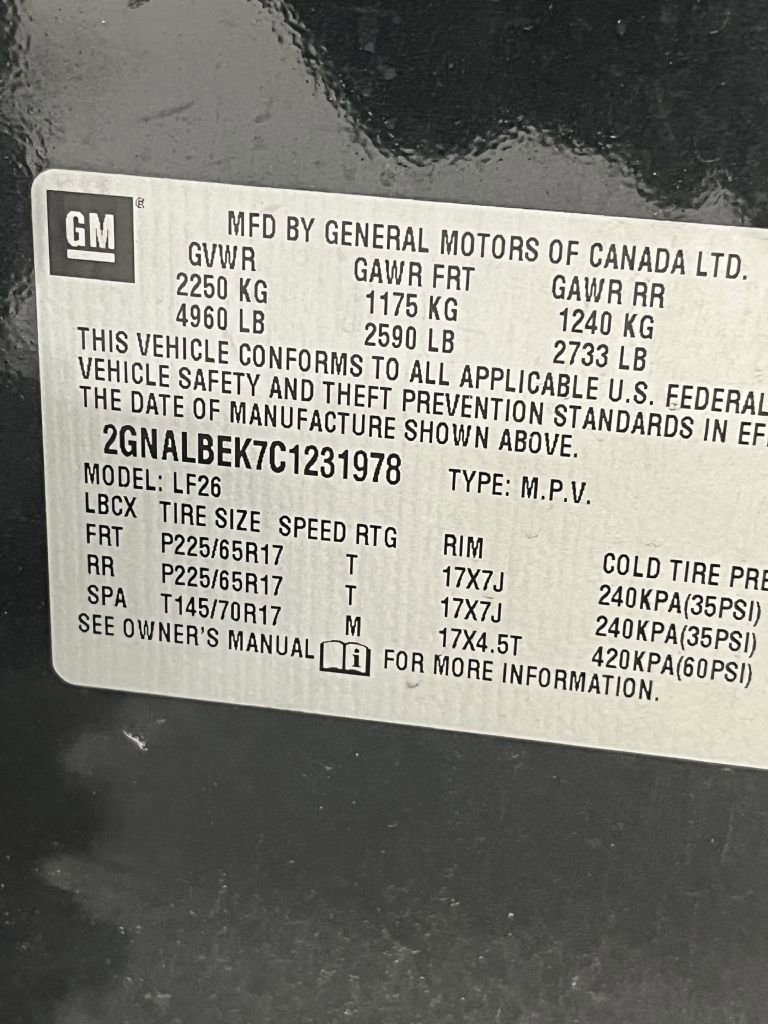 GM®
MFD BY GENERAL MOTORS OF CANADA LTD.
GVWR GAWR FRT GAWR RR
2250 KG 1175 KG 1240 KG
4960 LB 2590 LB 2733 LB
THIS VEHICLE CONFORMS TO ALL APPLICABLE U.S. FEDERAL
VEHICLE SAFETY AND THEFT PREVENTION STANDARDS IN
THE DATE OF MANUFACTURE SHOWN ABOVE.
2GNALBEK7C1231978 TYPE: M.P.V.
MODEL: LF26
LBCX TIRE SIZE SPEED RTG RIM COLD TIRE
FRT P225/65R17 T 17X7J 240KPA(35PSI)
RR P225/65R17 T 17X7J 240KPA(35PSI)
SPA T145/70R17 M 17X4.5T 420KPA(60PSI)
SEE OWNER'S MANUAL i FOR MORE INFORMATION.